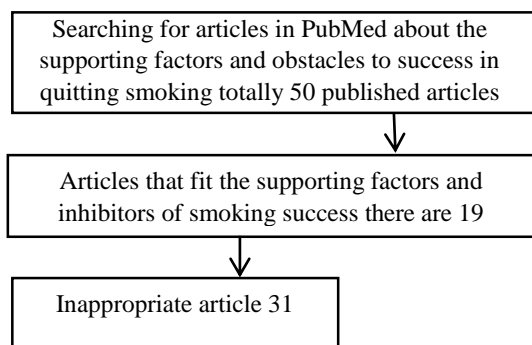 Searching for articles in PubMed about the
supporting factors and obstacles to success in
quitting smoking totally 50 published articles
Articles that fit the supporting factors and
inhibitors of smoking success there are 19
Inappropriate article 31